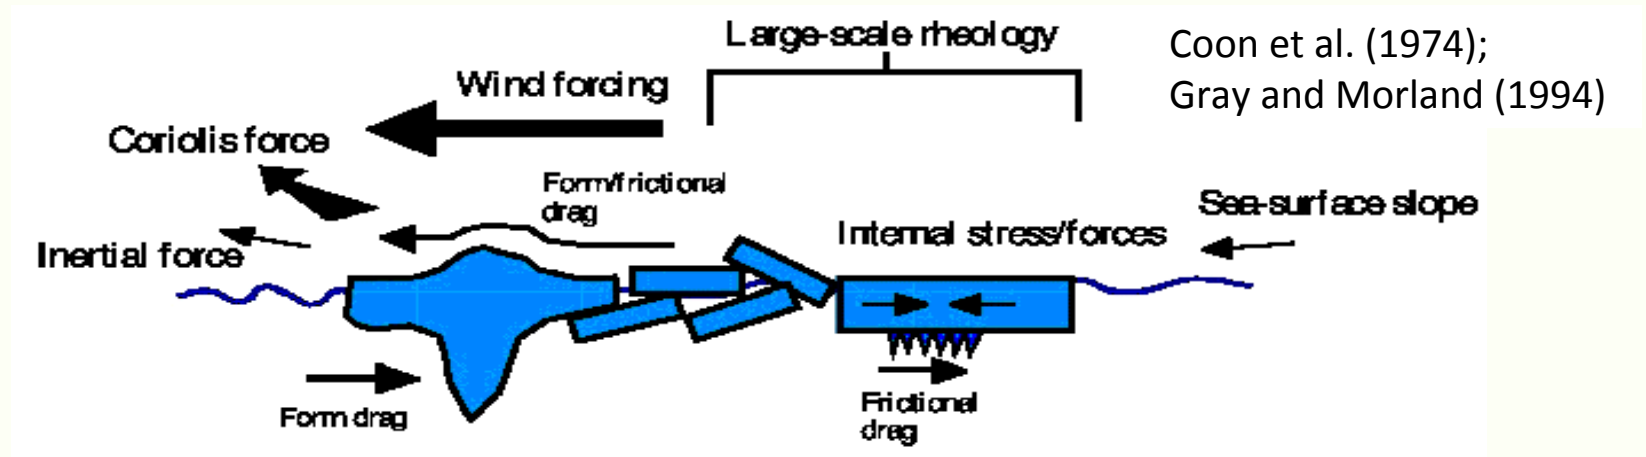 Large-scale rheology
Coon et al. (1974);
Gray and Morland (1994)
Wind forcing
Coriolis force
Form/frictional
drag
Sea-surface slope
Internal stress/forces
Inertial force
Form drag
Frictional
drag